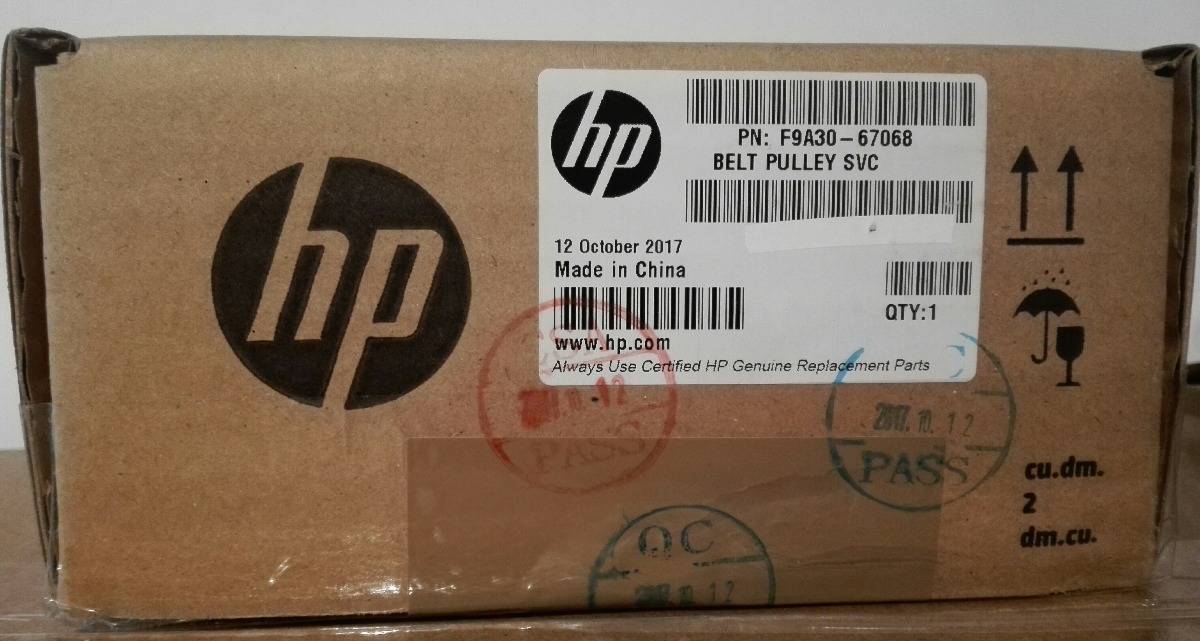 hp
hp
PN: F9A30-67068
BELT PULLEY SVC
12 October 2017
Made in China
QTY:1
www.hp.com
Always Use Certified HP Genuine Replacement Parts
PASS
2017.10.12
PASS
QC
cu.dm.
2
dm.cu.